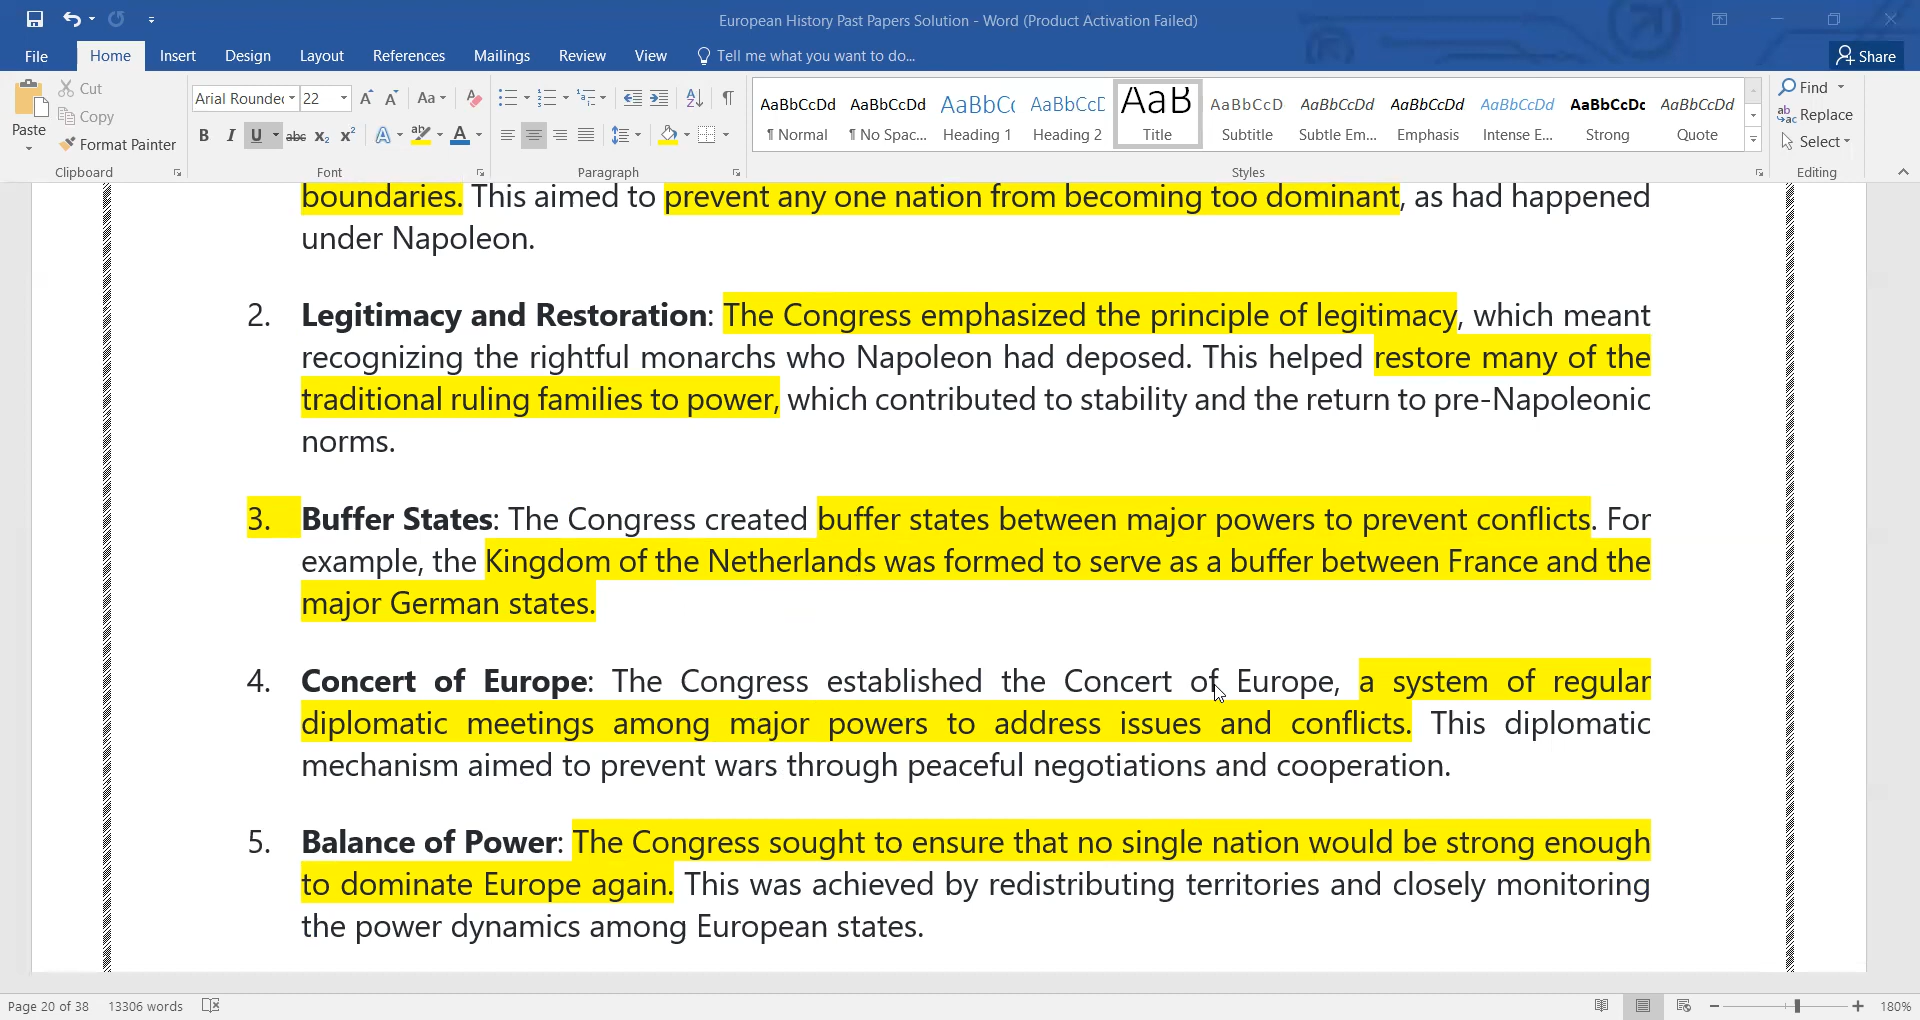 European History Past Papers Solution - Word (Product Activation Failed)
File Home Insert Design Layout References Mailings Review View Tell me what you want to do... Share
Paste
Cut
Copy
Format Painter
Clipboard
Arial Rounded 22
Font
Paragraph
AaBbCcDd AaBbCcDd AaBbCc AaBbCcC AaB AaBbCcD AaBbCcDd AaBbCcDd AaBbCcDd AaBbCcDc AaBbCcDd
¶ Normal ¶ No Spac... Heading 1 Heading 2 Title Subtitle Subtle Em... Emphasis Intense E... Strong Quote
Styles
Find
Replace
Select
Editing
boundaries. This aimed to prevent any one nation from becoming too dominant, as had happened
under Napoleon.
2. Legitimacy and Restoration: The Congress emphasized the principle of legitimacy, which meant
recognizing the rightful monarchs who Napoleon had deposed. This helped restore many of the
traditional ruling families to power, which contributed to stability and the return to pre-Napoleonic
norms.
3. Buffer States: The Congress created buffer states between major powers to prevent conflicts. For
example, the Kingdom of the Netherlands was formed to serve as a buffer between France and the
major German states.
4. Concert of Europe: The Congress established the Concert of Europe, a system of regular
diplomatic meetings among major powers to address issues and conflicts. This diplomatic
mechanism aimed to prevent wars through peaceful negotiations and cooperation.
5. Balance of Power: The Congress sought to ensure that no single nation would be strong enough
to dominate Europe again. This was achieved by redistributing territories and closely monitoring
the power dynamics among European states.
Page 20 of 38 13306 words 180%